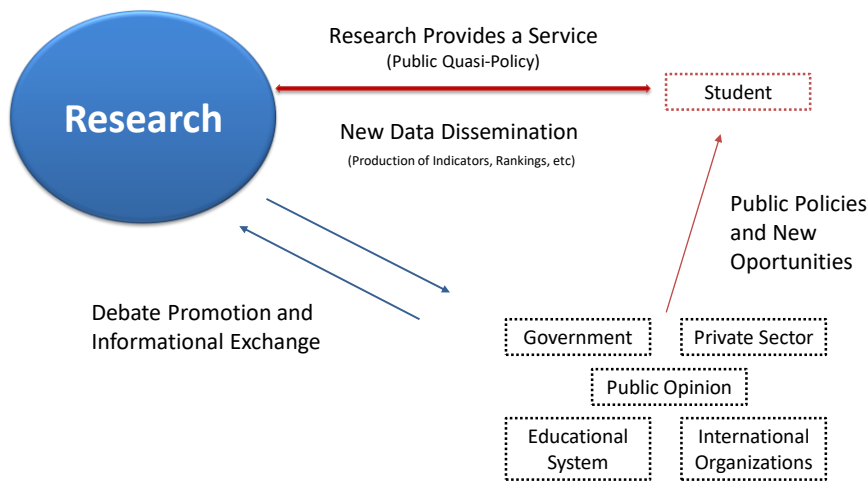 Research Provides a Service
(Public Quasi-Policy)
Research
Student
New Data Dissemination
(Production of Indicators, Rankings, etc)
Public Policies
and New
Oportunities
Debate Promotion and
Informational Exchange
Government
Private Sector
Public Opinion
Educational
System
International
Organizations